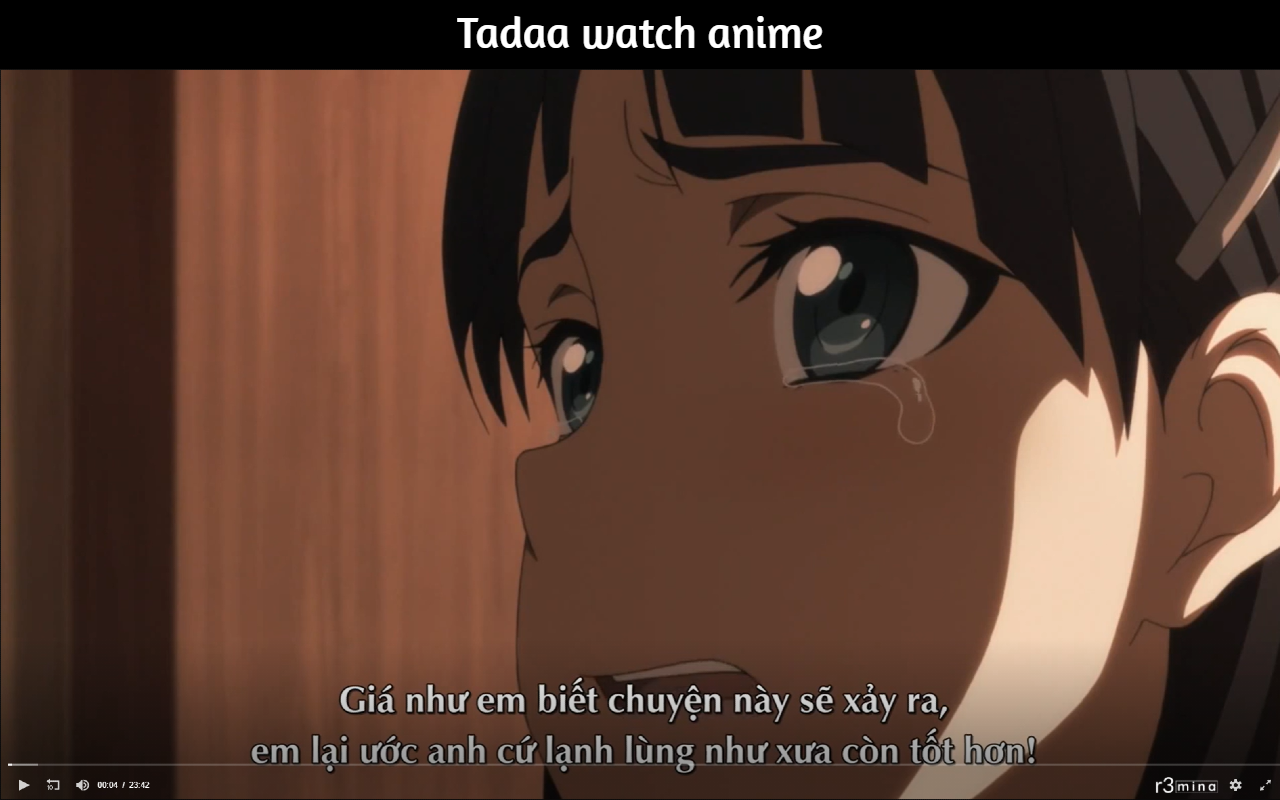 Tadaa watch anime
Giá như em biết chuyện này sẽ xảy ra,
em lại ước anh cứ lạnh lùng như xưa còn tốt hơn!
10
00:04 / 23:42
r3mina